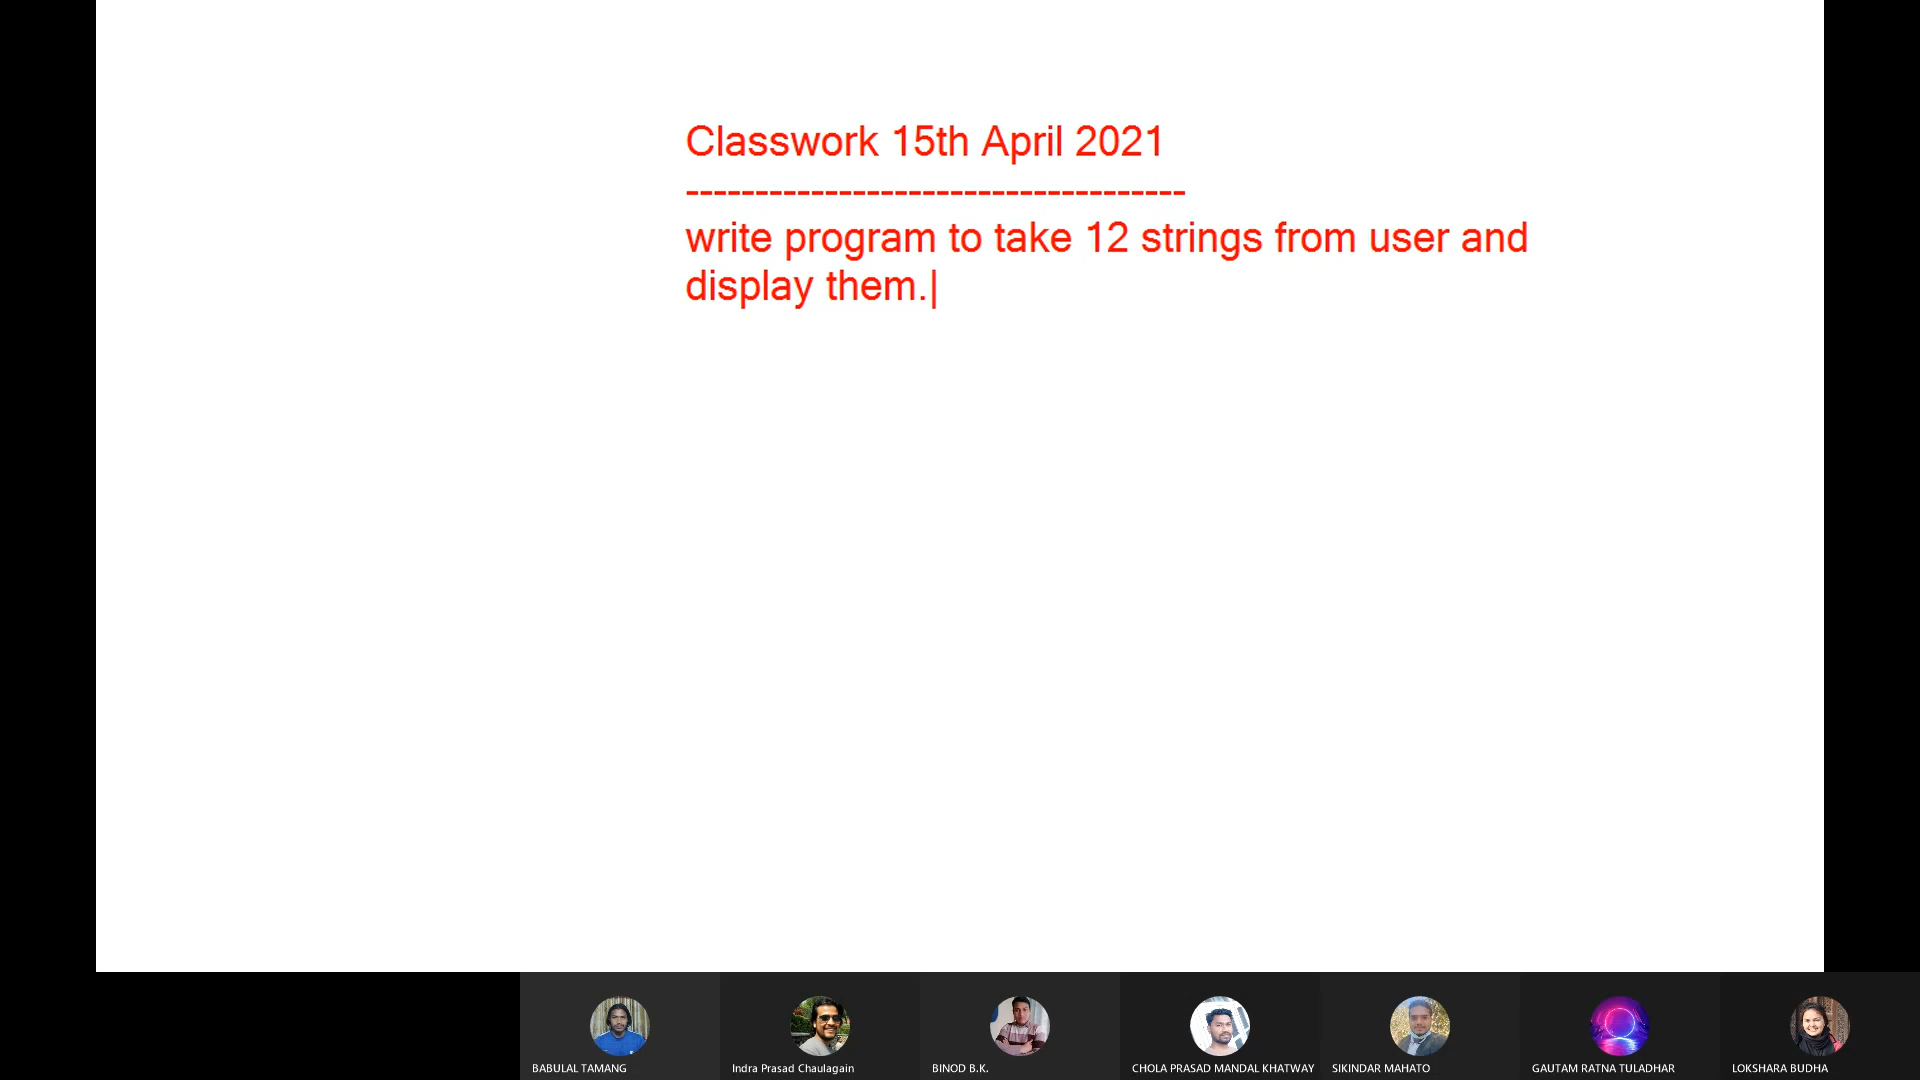 Classwork 15th April 2021
------------------------------------
write program to take 12 strings from user and
display them.
BABULAL TAMANG
Indra Prasad Chaulagain
BINOD B.K.
CHOLA PRASAD MANDAL KHATWAY
SIKINDAR MAHATO
GAUTAM RATNA TULADHAR
LOKSHARA BUDHA